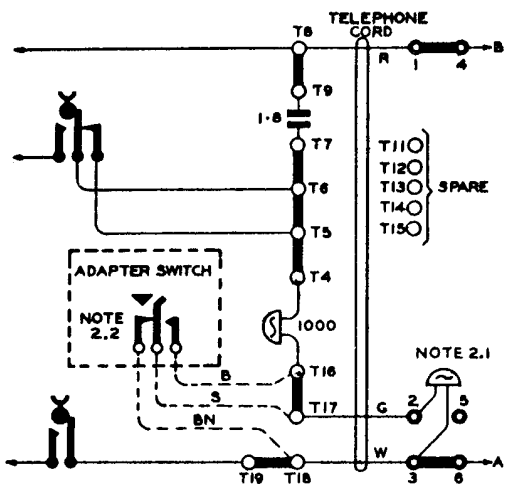 TELEPHONE
CORD
T8
R
1
4
B
T9
1·8
T7
T11
T12
T6
T13
SPARE
T14
T5
T15
T4
ADAPTER SWITCH
NOTE
2.2
1000
NOTE 2.1
B
T16
S
T17
G
2
5
BN
W
T19
T18
3
6
A